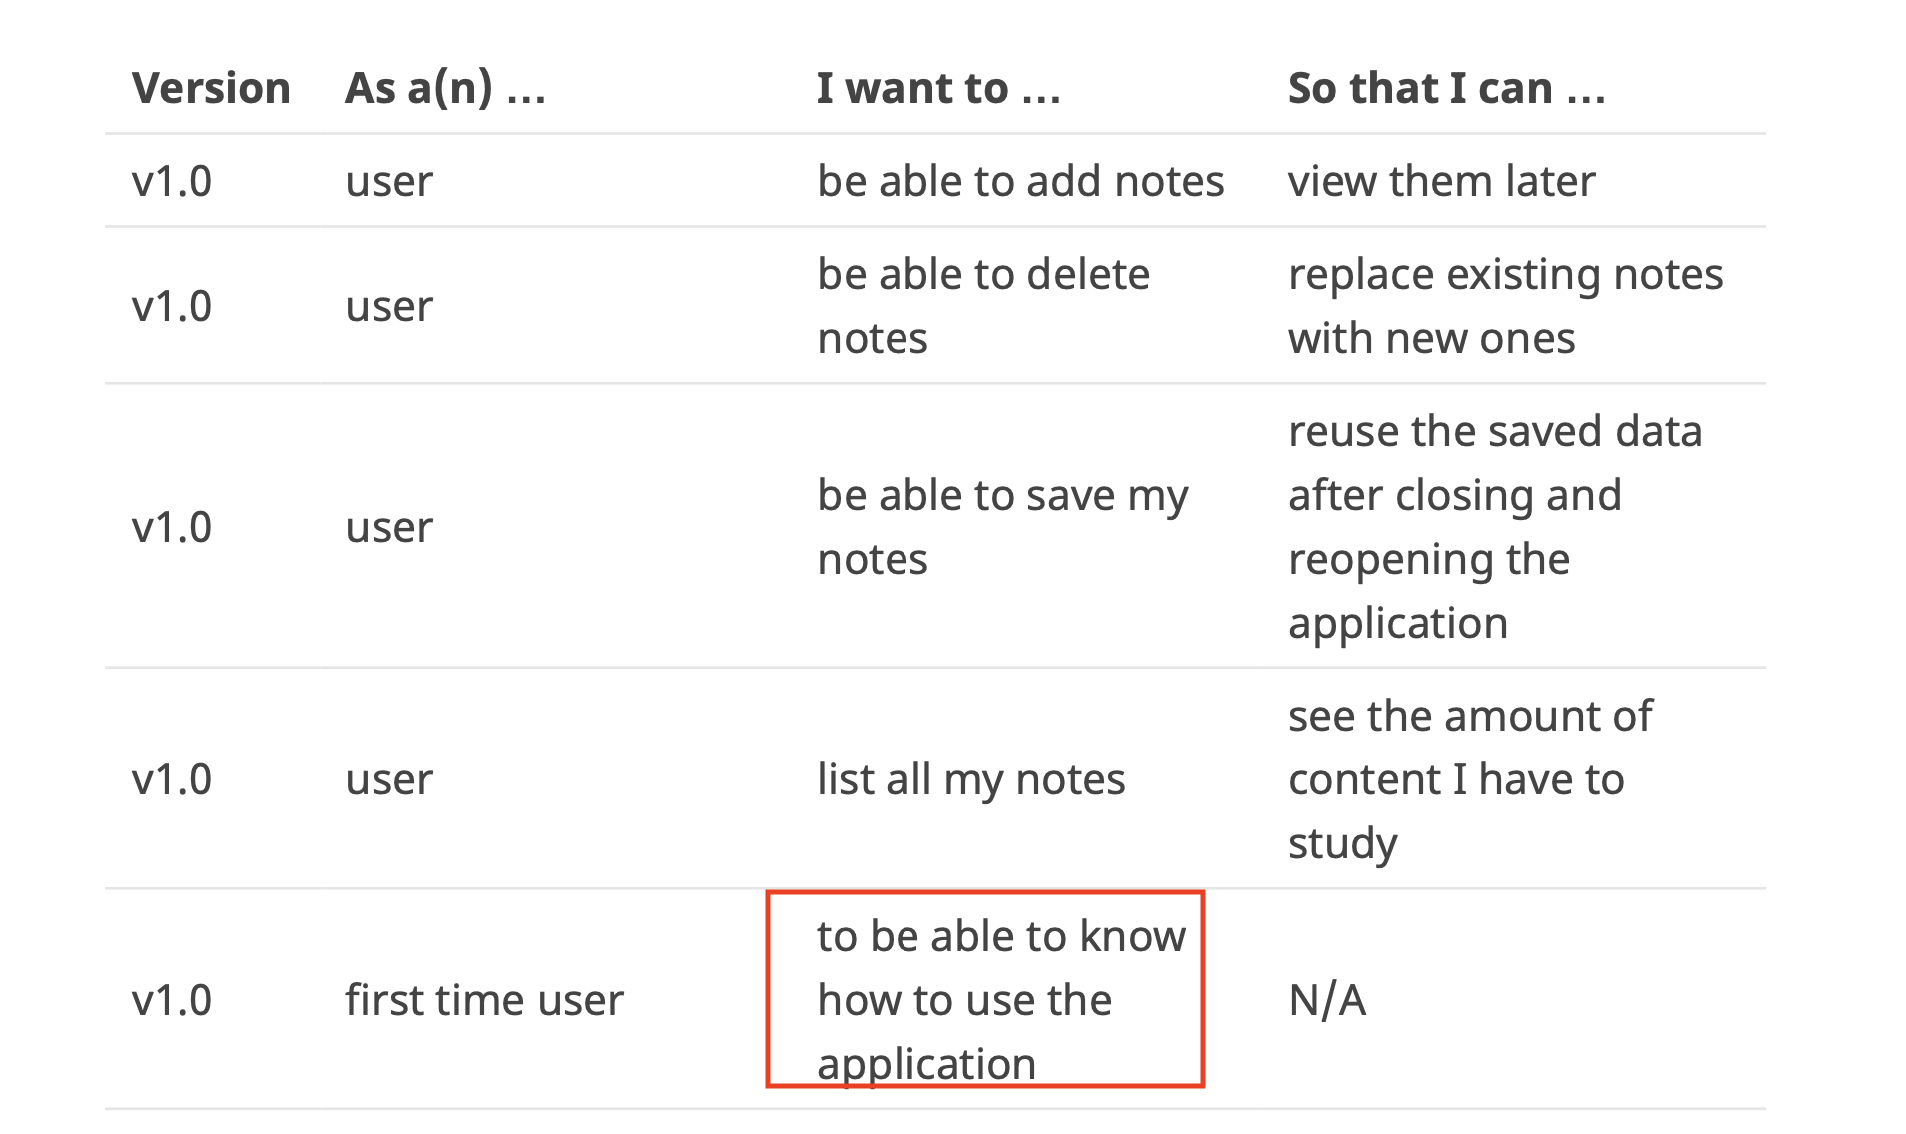 Version As a(n) ... I want to ... So that I can ...
v1.0 user be able to add notes view them later
v1.0 user be able to delete notes replace existing notes with new ones
v1.0 user be able to save my notes reuse the saved data after closing and reopening the application
v1.0 user list all my notes see the amount of content I have to study
v1.0 first time user to be able to know how to use the application N/A